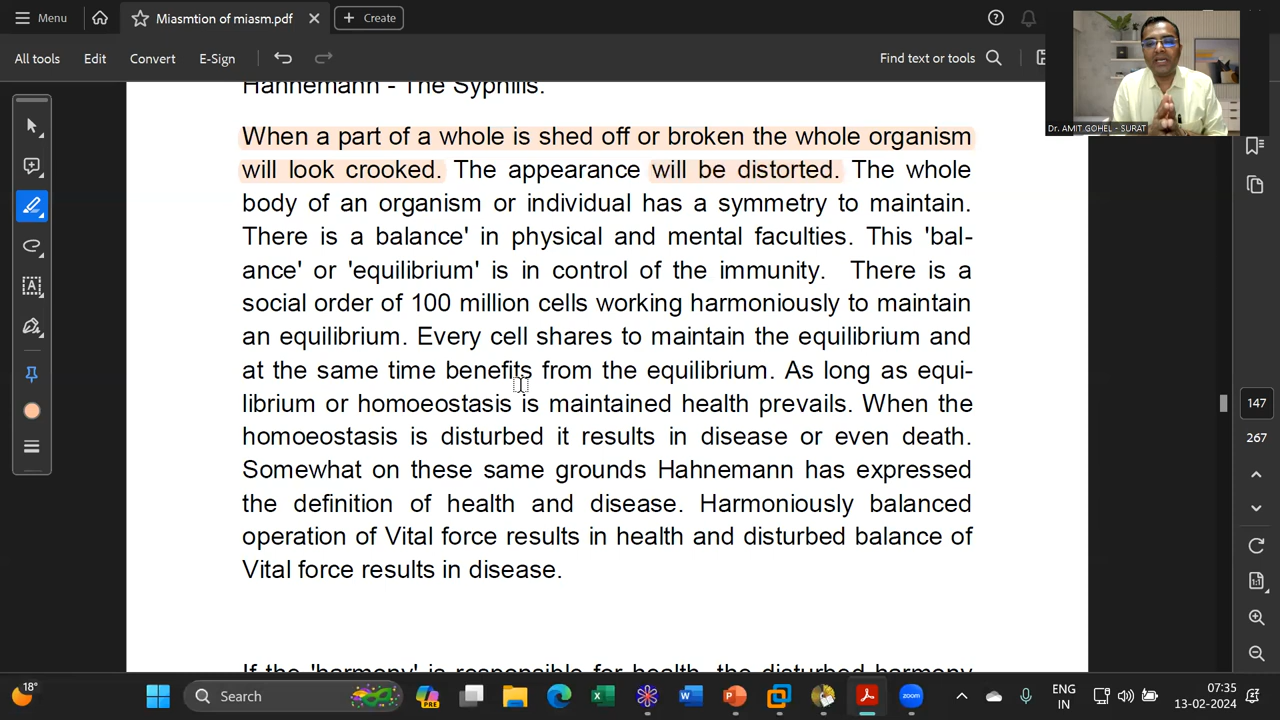 Menu
Miasmtion of miasm.pdf
Create
All tools
Edit
Convert
E-Sign
Find text or tools
Dr. AMIT.GOHEL - SURAT
Hahnemann - The Syphilis.
When a part of a whole is shed off or broken the whole organism
will look crooked. The appearance will be distorted. The whole
body of an organism or individual has a symmetry to maintain.
There is a balance' in physical and mental faculties. This 'bal-
ance' or 'equilibrium' is in control of the immunity. There is a
social order of 100 million cells working harmoniously to maintain
an equilibrium. Every cell shares to maintain the equilibrium and
at the same time benefits from the equilibrium. As long as equi-
librium or homoeostasis is maintained health prevails. When the
homoeostasis is disturbed it results in disease or even death.
Somewhat on these same grounds Hahnemann has expressed
the definition of health and disease. Harmoniously balanced
operation of Vital force results in health and disturbed balance of
Vital force results in disease.
If the 'harmony' is responsible for health, the disturbed harmony
147
267
18°
Search
PRE
zoom
ENG
IN
07:35
13-02-2024